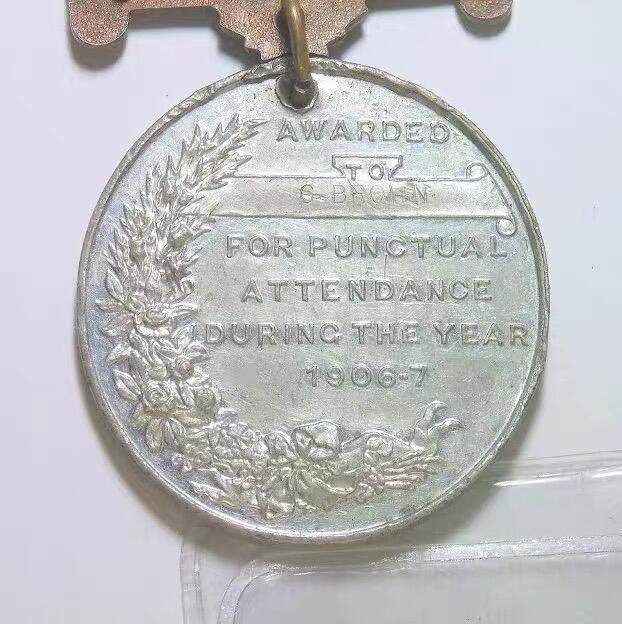 AWARDED
TO
BROWN
FOR PUNCTUAL
ATTENDANCE
DURING THE YEAR
1906-7